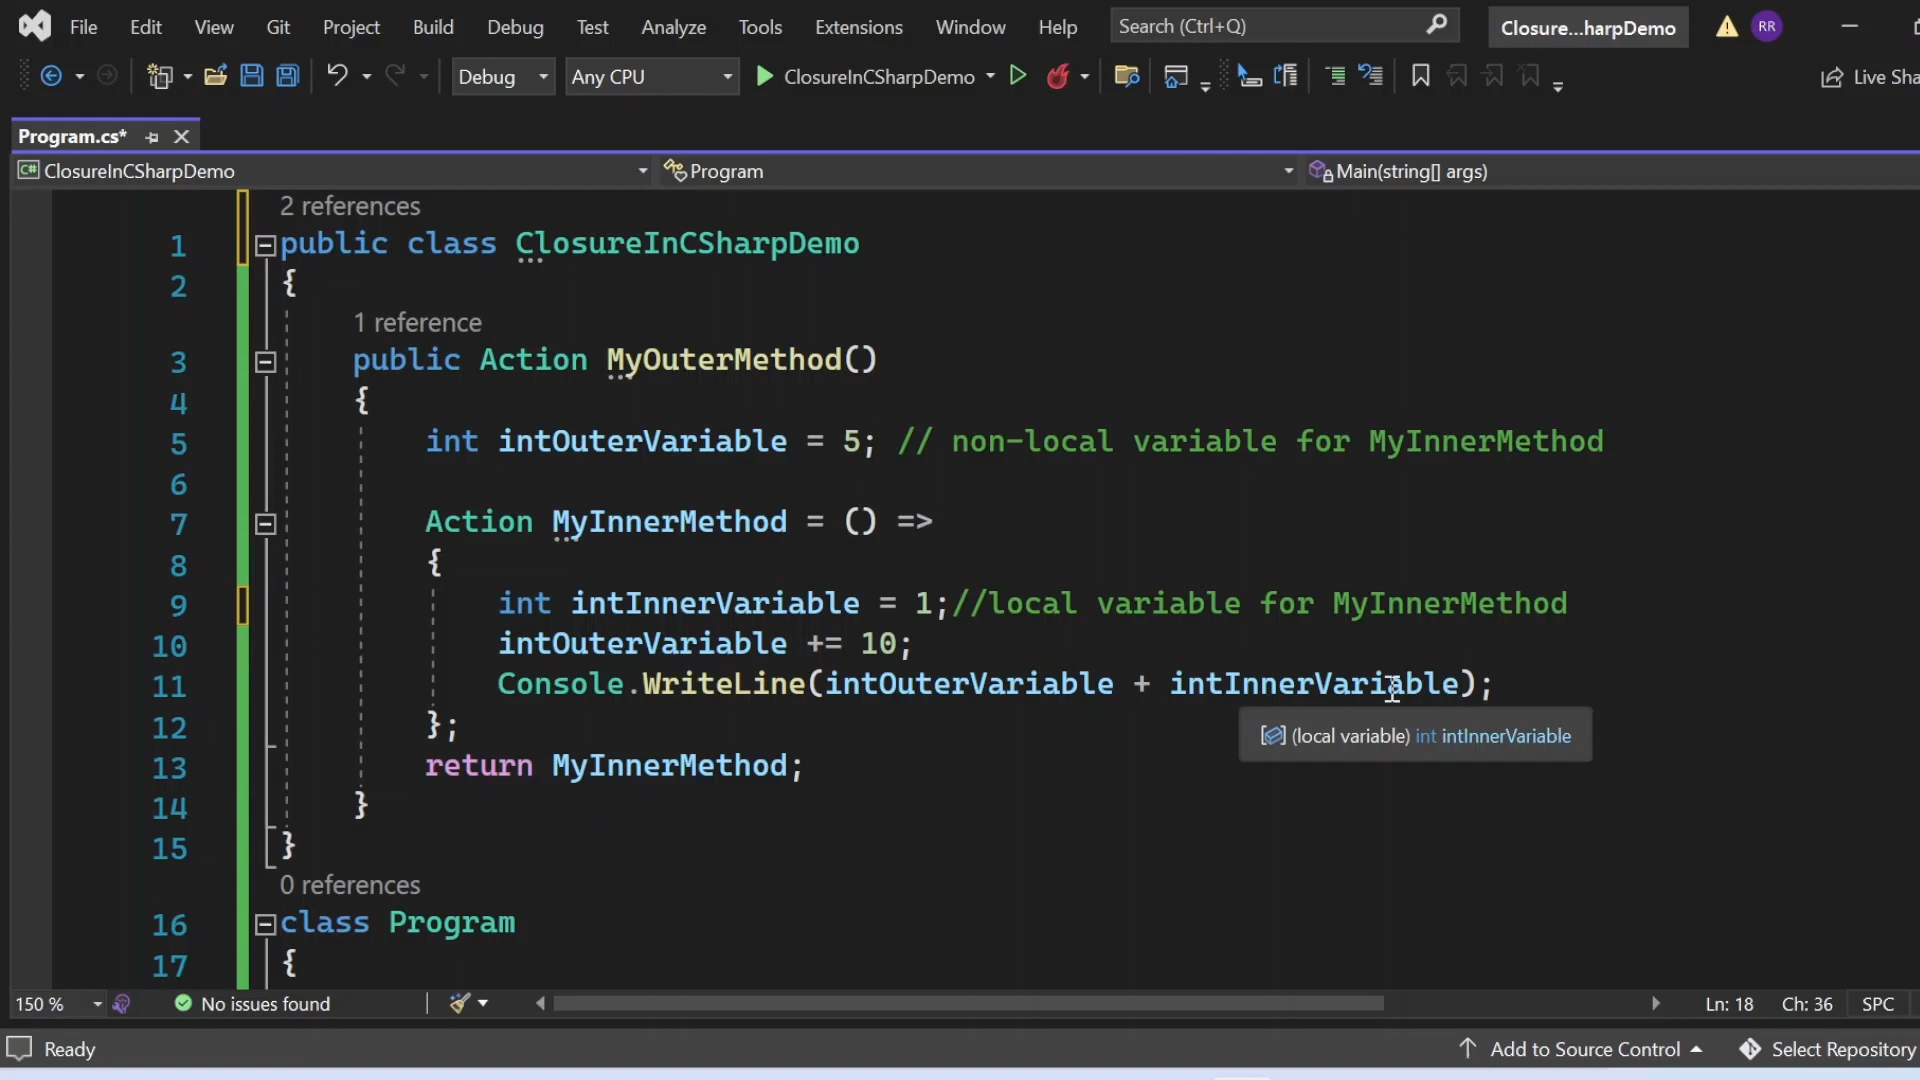 File Edit View Git Project Build Debug Test Analyze Tools Extensions Window Help Search (Ctrl+Q) Closure...harpDemo RR
Debug Any CPU ClosureInCSharpDemo Live Sha
Program.cs*
C# ClosureInCSharpDemo Program Main(string[] args)
2 references
1 public class ClosureInCSharpDemo
2 {
1 reference
3 public Action MyOuterMethod()
4 {
5 int intOuterVariable = 5; // non-local variable for MyInnerMethod
6
7 Action MyInnerMethod = () =>
8 {
9 int intInnerVariable = 1;//local variable for MyInnerMethod
10 intOuterVariable += 10;
11 Console.WriteLine(intOuterVariable + intInnerVariable);
12 };
(local variable) int intInnerVariable
13 return MyInnerMethod;
14 }
15 }
0 references
16 class Program
17 {
150 % No issues found Ln: 18 Ch: 36 SPC
Ready Add to Source Control Select Repository